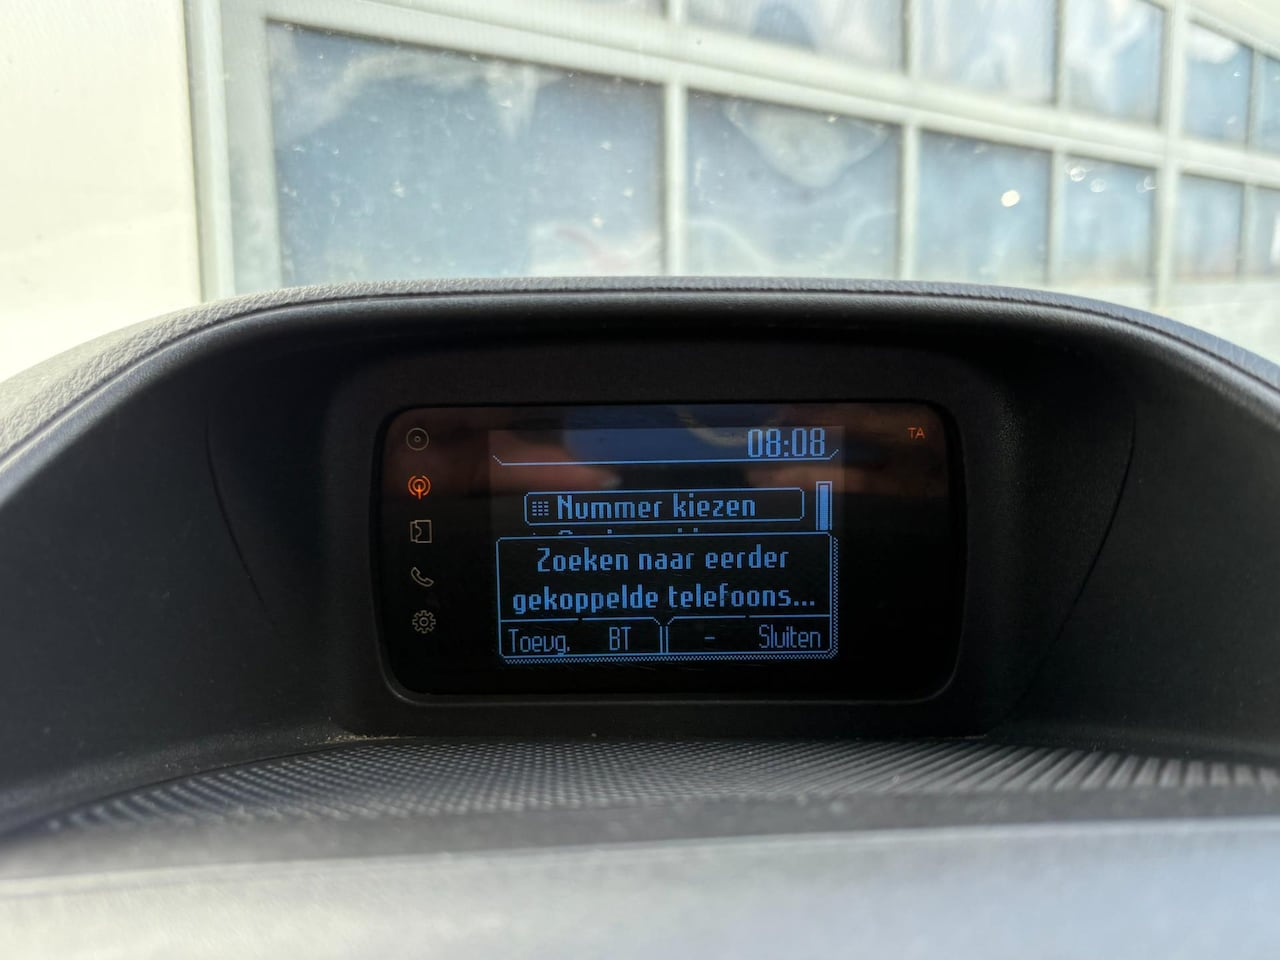 08:08
TA
Nummer kiezen
Zoeken naar eerder
gekoppelde telefoons...
Toevg. BT - Sluiten